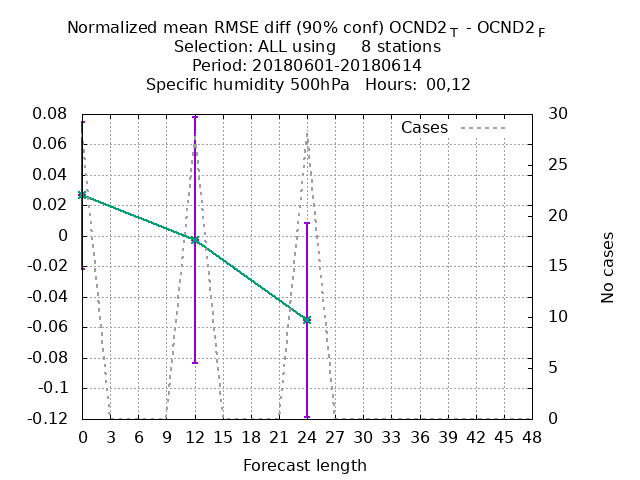 Normalized mean RMSE diff (90% conf) OCND2 T - OCND2 F
Selection: ALL using 8 stations
Period: 20180601-20180614
Specific humidity 500hPa Hours: 00,12
0.08
0.06
0.04
0.02
0
-0.02
-0.04
-0.06
-0.08
-0.1
-0.12
Cases
30
25
20
15
10
5
0
No cases
0 3 6 9 12 15 18 21 24 27 30 33 36 39 42 45 48
Forecast length